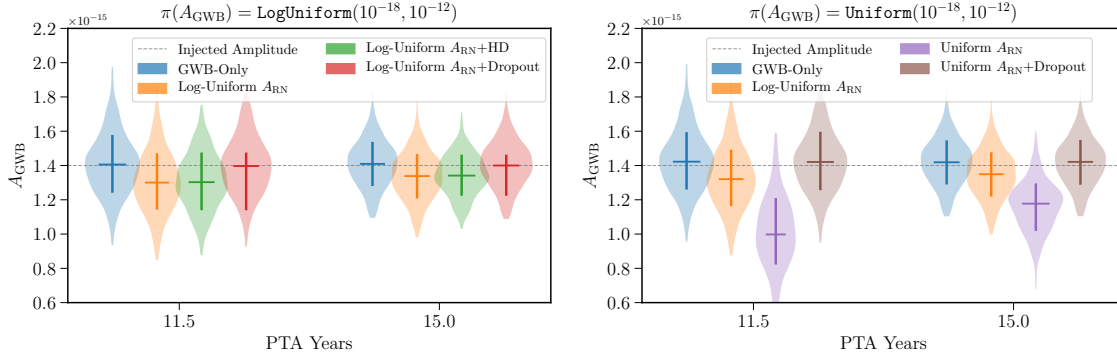 π(A_GWB) = LogUniform(10^−18, 10^−12)
×10^−15
2.2
2.0
1.8
1.6
1.4
1.2
1.0
0.8
0.6
A_GWB
Injected Amplitude
GWB-Only
Log-Uniform A_RN
Log-Uniform A_RN+HD
Log-Uniform A_RN+Dropout
11.5 15.0
PTA Years
π(A_GWB) = Uniform(10^−18, 10^−12)
×10^−15
2.2
2.0
1.8
1.6
1.4
1.2
1.0
0.8
0.6
A_GWB
Injected Amplitude
GWB-Only
Log-Uniform A_RN
Uniform A_RN
Uniform A_RN+Dropout
11.5 15.0
PTA Years